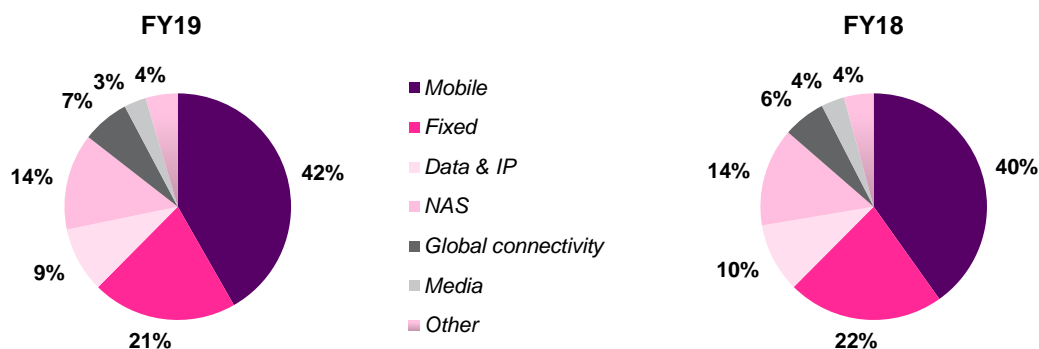 FY19
42%
21%
9%
14%
7%
3%
4%
Mobile
Fixed
Data & IP
NAS
Global connectivity
Media
Other
FY18
40%
22%
10%
14%
6%
4%
4%